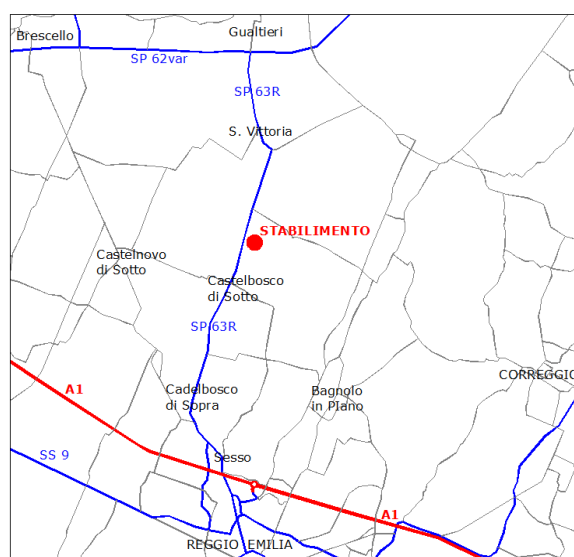 Gualtieri
Brescello
SP 62var
SP 63R
S. Vittoria
STABILIMENTO
Castelnovo
di Sotto
Castelbosco
di Sotto
SP 63R
A1
CORREGGIO
Cadelbosco
di Sopra
Bagnolo
in Piano
SS 9
Sesso
A1
REGGIO EMILIA